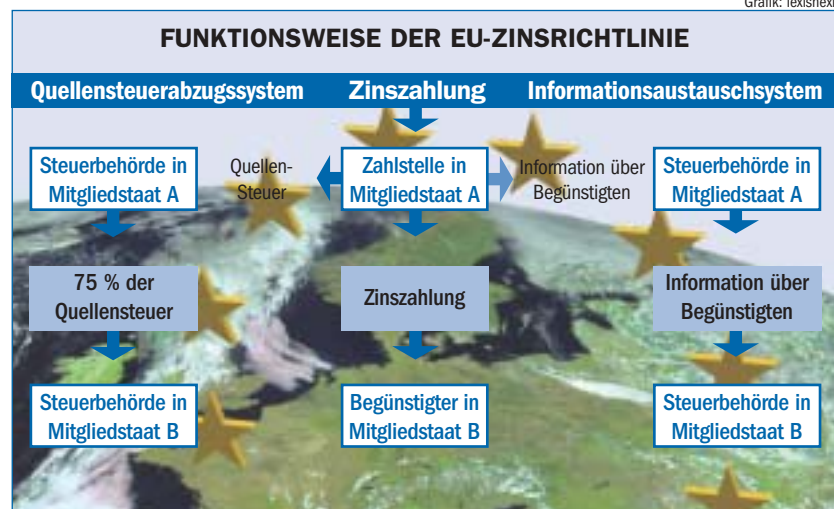 Grafik:
FUNKTIONSWEISE DER EU-ZINSRICHTLINIE
Quellensteuerabzugssystem Zinszahlung Informationsaustauschsystem
Steuerbehörde in
Mitgliedstaat A
Quellen-
Steuer
Zahlstelle in
Mitgliedstaat A
Information über
Begünstigten
Steuerbehörde in
Mitgliedstaat A
75 % der
Quellensteuer
Zinszahlung
Information über
Begünstigten
Steuerbehörde in
Mitgliedstaat B
Begünstigter in
Mitgliedstaat B
Steuerbehörde in
Mitgliedstaat B